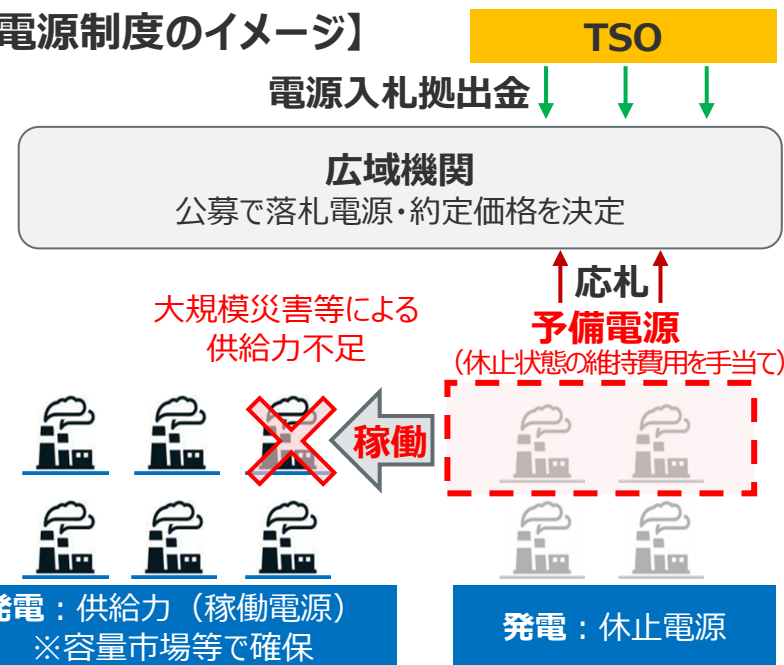 電源制度のイメージ】
TSO
電源入札拠出金
広域機関
公募で落札電源・約定価格を決定
応札
大規模災害等による
供給力不足
予備電源
（休止状態の維持費用を手当て）
稼働
発電：供給力（稼働電源）
※容量市場等で確保
発電：休止電源